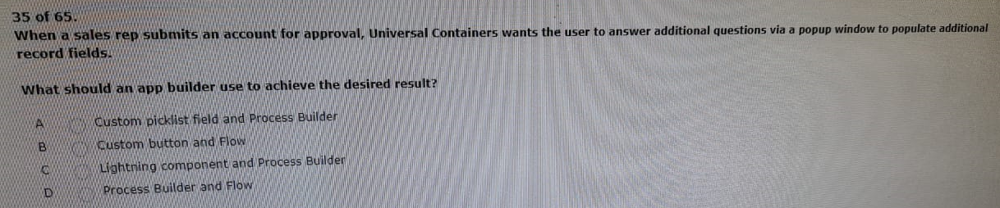 35 of 65.
When a sales rep submits an account for approval, Universal Containers wants the user to answer additional questions via a popup window to populate additional
record fields.
What should an app builder use to achieve the desired result?
A Custom picklist field and Process Builder
B Custom button and Flow
C Lightning component and Process Builder
D Process Builder and Flow